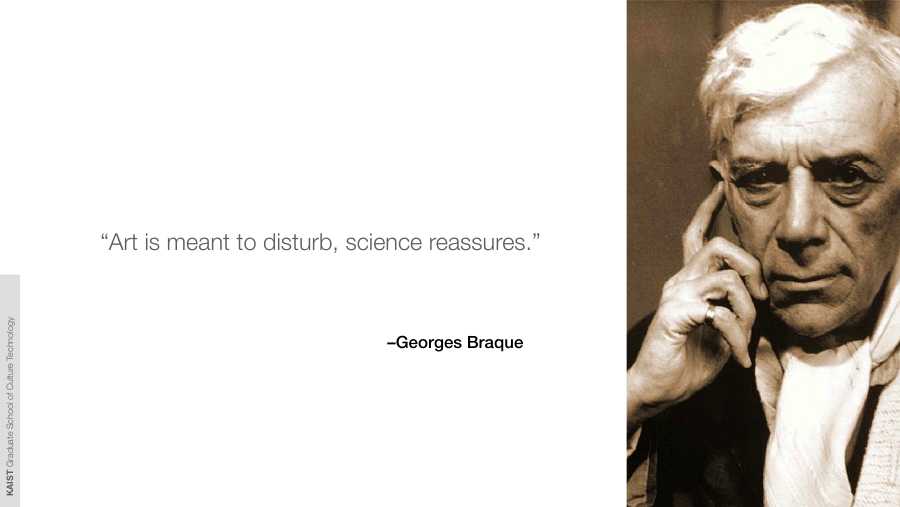 “Art is meant to disturb, science reassures.”
–Georges Braque
KAIST Graduate School of Culture Technology